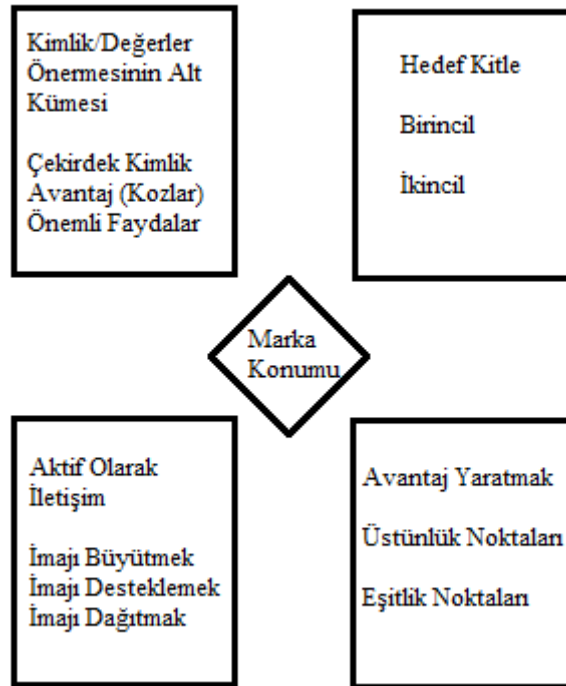 Kimlik/Değerler
Önermesinin Alt
Kümesi
Çekirdek Kimlik
Avantaj (Kozlar)
Önemli Faydalar
Hedef Kitle
Birincil
İkincil
Marka
Konumu
Aktif Olarak
İletişim
İmajı Büyütmek
İmajı Desteklemek
İmajı Dağıtmak
Avantaj Yaratmak
Üstünlük Noktaları
Eşitlik Noktaları